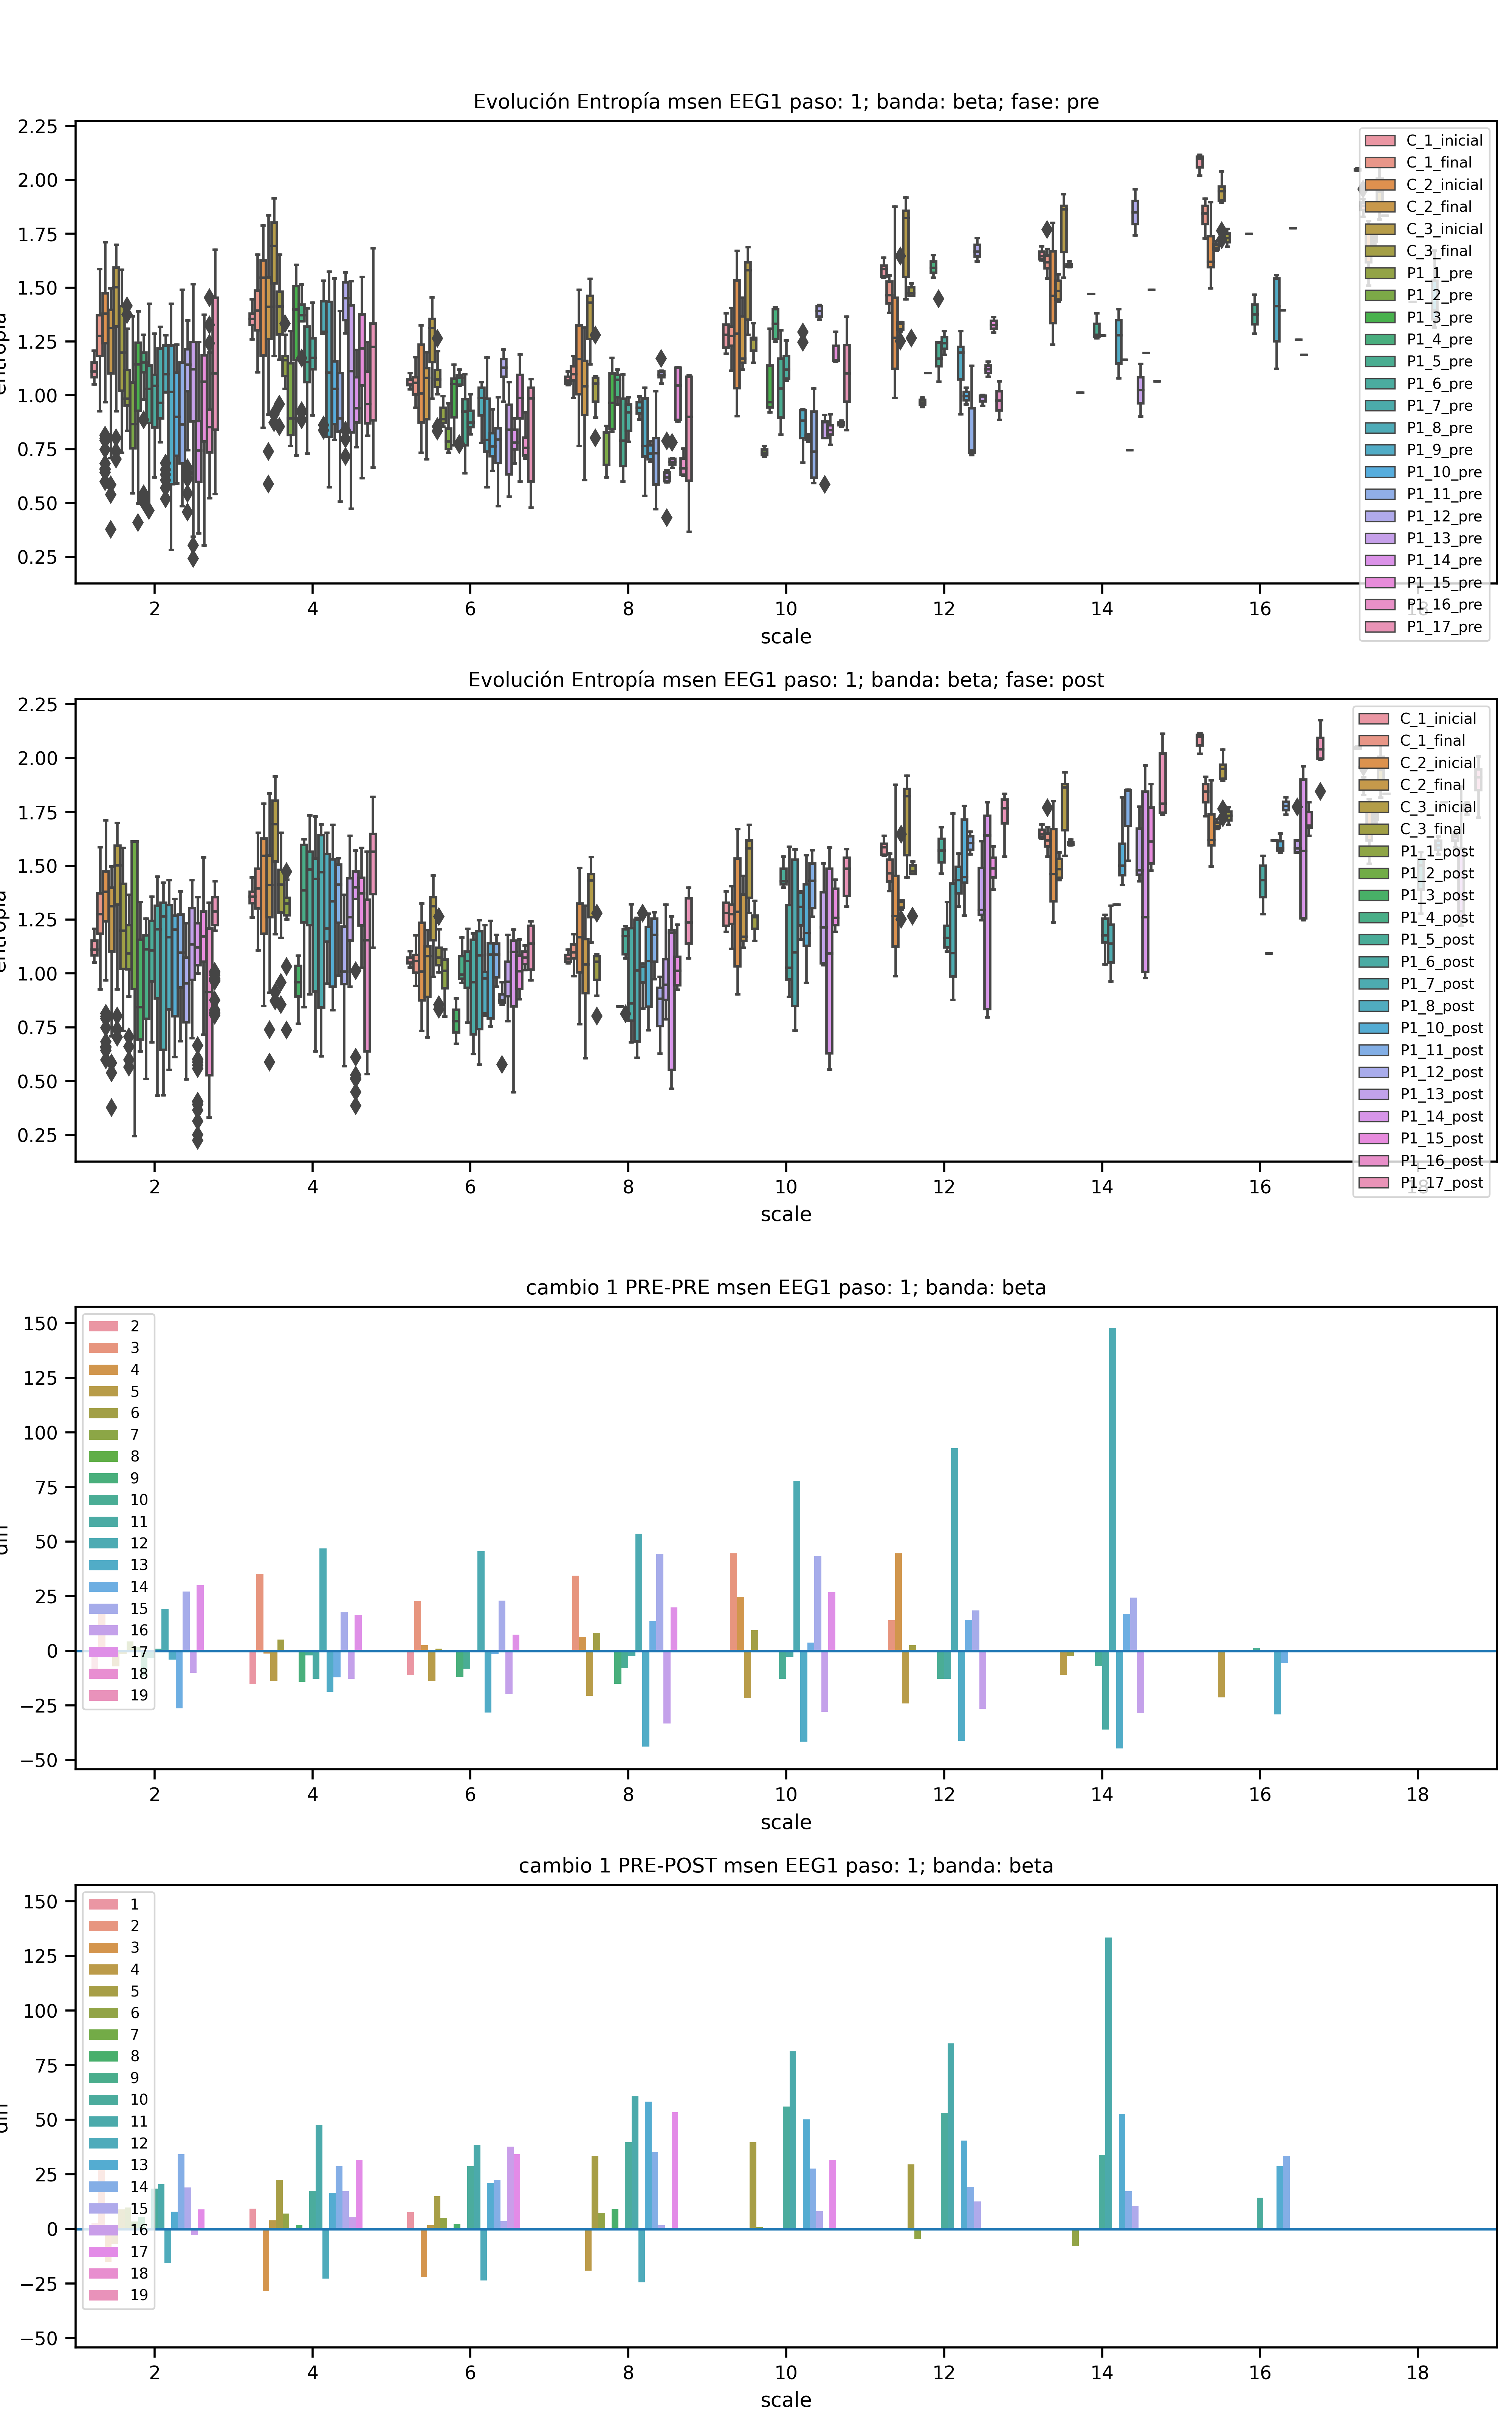 Evolución Entropía msen EEG1 paso: 1; banda: beta; fase: pre
2.25
2.00
1.75
1.50
1.25
1.00
0.75
0.50
0.25
entropia
2 4 6 8 10 12 14 16 18
scale
C_1_inicial
C_1_final
C_2_inicial
C_2_final
C_3_inicial
C_3_final
P1_1_pre
P1_2_pre
P1_3_pre
P1_4_pre
P1_5_pre
P1_6_pre
P1_7_pre
P1_8_pre
P1_9_pre
P1_10_pre
P1_11_pre
P1_12_pre
P1_13_pre
P1_14_pre
P1_15_pre
P1_16_pre
P1_17_pre
Evolución Entropía msen EEG1 paso: 1; banda: beta; fase: post
2.25
2.00
1.75
1.50
1.25
1.00
0.75
0.50
0.25
entropia
2 4 6 8 10 12 14 16 18
scale
C_1_inicial
C_1_final
C_2_inicial
C_2_final
C_3_inicial
C_3_final
P1_1_post
P1_2_post
P1_3_post
P1_4_post
P1_5_post
P1_6_post
P1_7_post
P1_8_post
P1_10_post
P1_11_post
P1_12_post
P1_13_post
P1_14_post
P1_15_post
P1_16_post
P1_17_post
cambio 1 PRE-PRE msen EEG1 paso: 1; banda: beta
150
125
100
75
50
25
0
−25
−50
2
3
4
5
6
7
8
9
10
11
12
13
14
15
16
17
18
19
2 4 6 8 10 12 14 16 18
scale
cambio 1 PRE-POST msen EEG1 paso: 1; banda: beta
150
125
100
75
50
25
0
−25
−50
1
2
3
4
5
6
7
8
9
10
11
12
13
14
15
16
17
18
19
2 4 6 8 10 12 14 16 18
scale